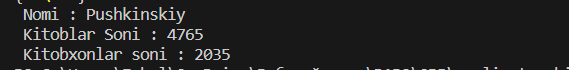 Nomi : Pushkinskiy
Kitoblar Soni : 4765
Kitobxonlar soni : 2035